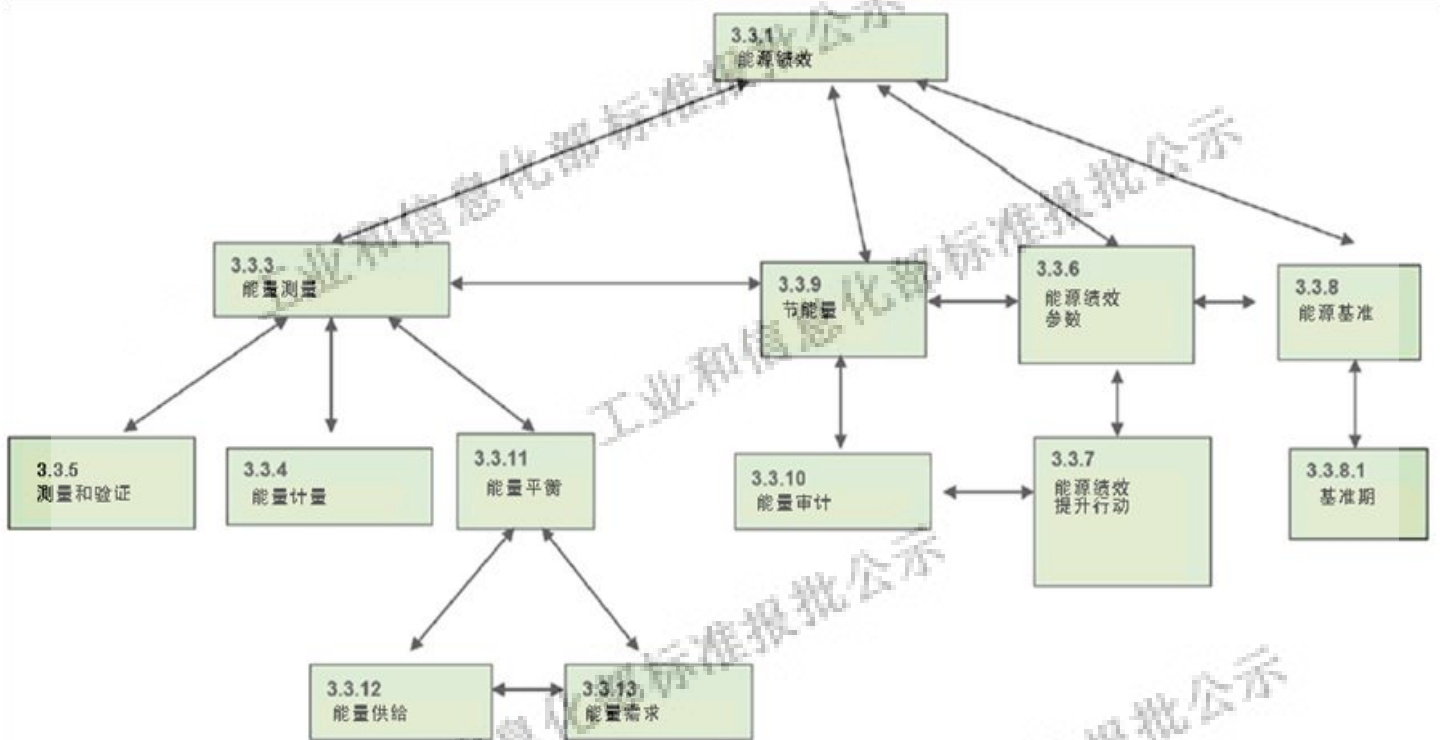 3.3.1
能源绩效
3.3.3
能量测量
3.3.9
节能量
3.3.6
能源绩效
参数
3.3.8
能源基准
3.3.5
测量和验证
3.3.4
能量计量
3.3.11
能量平衡
3.3.10
能量审计
3.3.7
能源绩效
提升行动
3.3.8.1
基准期
3.3.12
能量供给
3.3.13
能量需求
工业和信息化部标准报批公示
工业和信息化部标准报批公示
息化部标准报批公示
报批公示